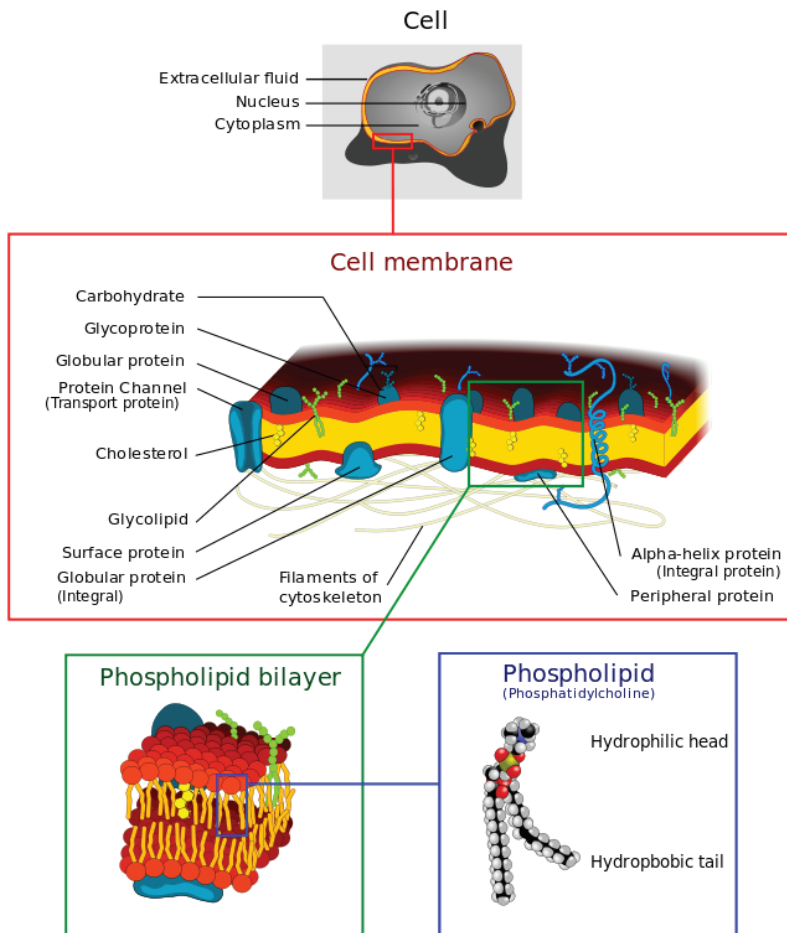 Cell
Extracellular fluid
Nucleus
Cytoplasm
Cell membrane
Carbohydrate
Glycoprotein
Globular protein
Protein Channel
(Transport protein)
Cholesterol
Glycolipid
Surface protein
Globular protein
(Integral)
Filaments of
cytoskeleton
Alpha-helix protein
(Integral protein)
Peripheral protein
Phospholipid bilayer
Phospholipid
(Phosphatidylcholine)
Hydrophilic head
Hydropbobic tail